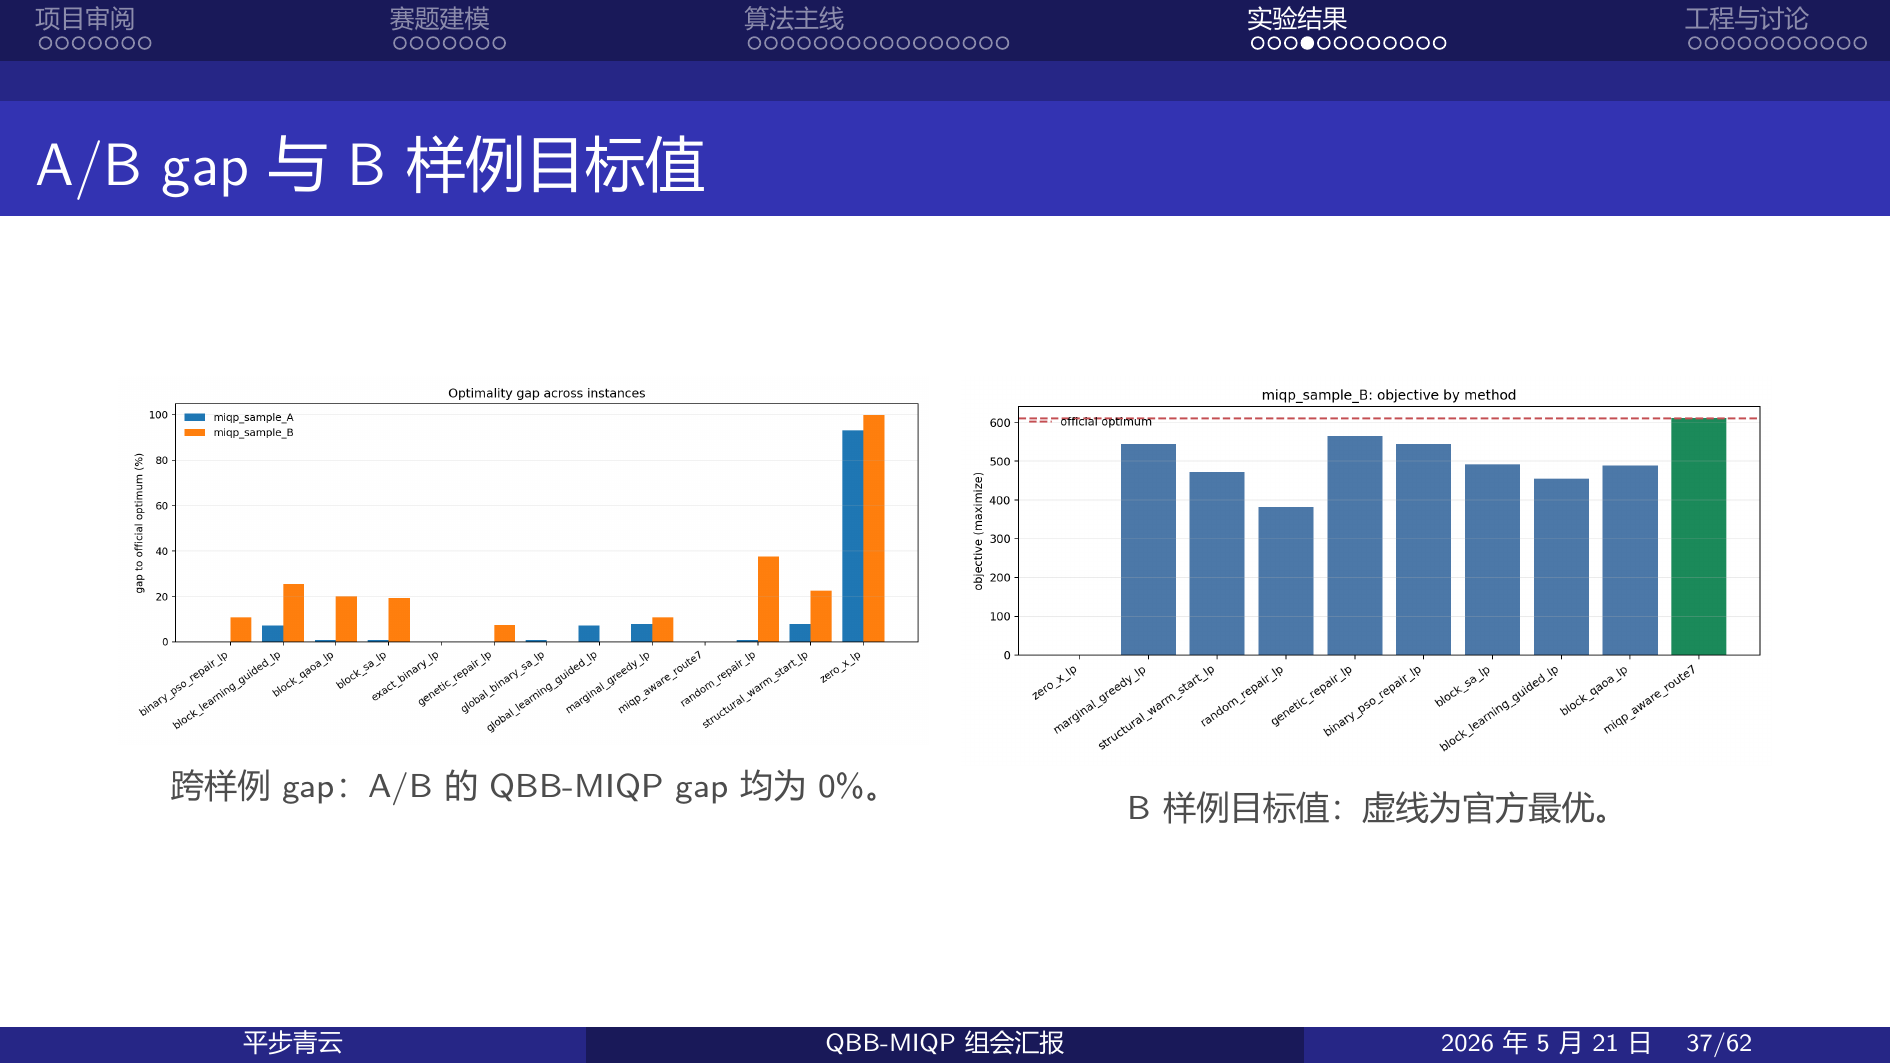 项目审阅
赛题建模
算法主线
实验结果
工程与讨论
A/B gap 与 B 样例目标值
Optimality gap across instances
miqp_sample_A
miqp_sample_B
gap to official optimum (%)
100
80
60
40
20
0
binary_pso_repair_lp
block_learning_guided_lp
block_qaoa_lp
block_sa_lp
exact_binary_lp
genetic_repair_lp
global_binary_sa_lp
global_learning_guided_lp
marginal_greedy_lp
miqp_aware_route7
random_repair_lp
structural_warm_start_lp
zero_x_lp
跨样例 gap：A/B 的 QBB-MIQP gap 均为 0%。
miqp_sample_B: objective by method
official optimum
objective (maximize)
600
500
400
300
200
100
0
zero_x_lp
marginal_greedy_lp
structural_warm_start_lp
random_repair_lp
genetic_repair_lp
binary_pso_repair_lp
block_sa_lp
block_learning_guided_lp
block_qaoa_lp
miqp_aware_route7
B 样例目标值：虚线为官方最优。
平步青云
QBB-MIQP 组会汇报
2026 年 5 月 21 日
37/62